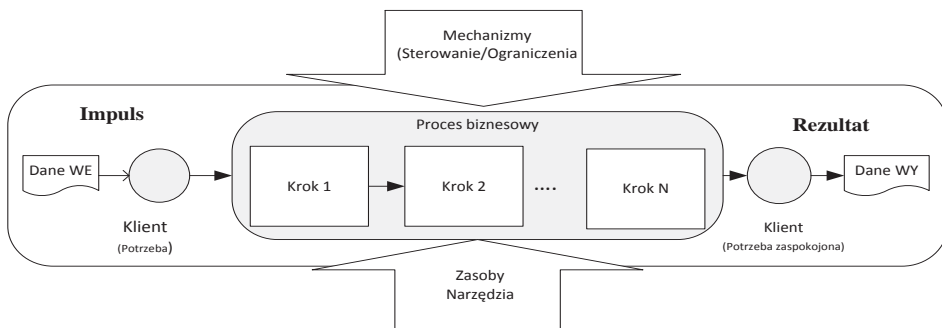 Mechanizmy
(Sterowanie/Ograniczenia
Impuls
Proces biznesowy
Rezultat
Dane WE
Krok 1
Krok 2
....
Krok N
Dane WY
Klient
(Potrzeba)
Klient
(Potrzeba zaspokojona)
Zasoby
Narzędzia